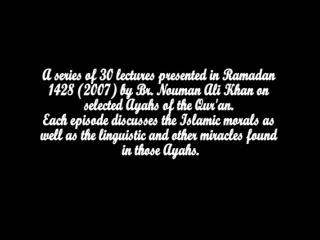 A series of 30 lectures presented in Ramadan
1428 (2007) by Br. Nouman Ali Khan on
selected Ayahs of the Qur'an.
Each episode discusses the Islamic morals as
well as the linguistic and other miracles found
in those Ayahs.